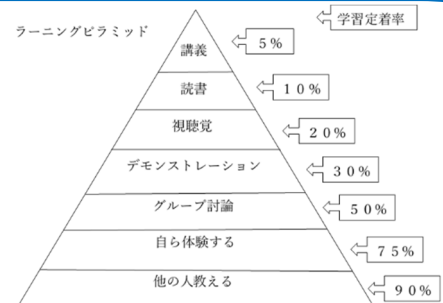 ラーニングピラミッド
学習定着率
講義
５％
読書
１０％
視聴覚
２０％
デモンストレーション
３０％
グループ討論
５０％
自ら体験する
７５％
他の人教える
９０％